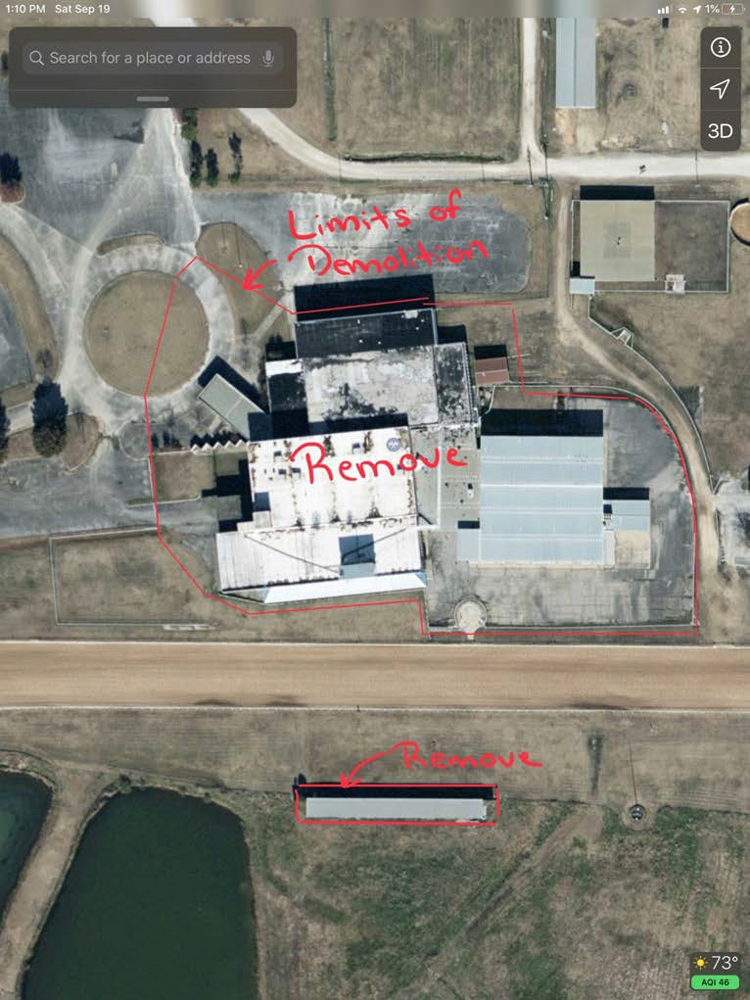 1:10 PM Sat Sep 19
1%
Search for a place or address
3D
Limits of
Demolition
Remove
Remove
73°
AQI 46